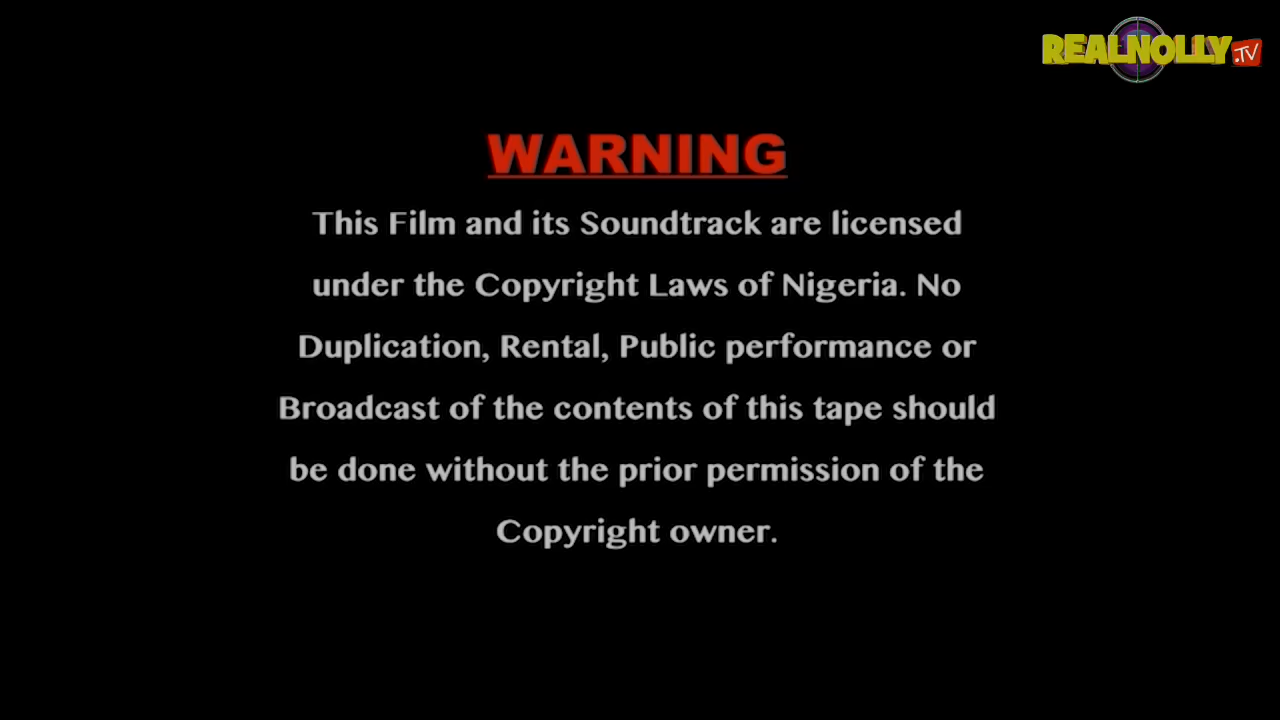 REALNOLLY.TV
WARNING
This Film and its Soundtrack are licensed
under the Copyright Laws of Nigeria. No
Duplication, Rental, Public performance or
Broadcast of the contents of this tape should
be done without the prior permission of the
Copyright owner.